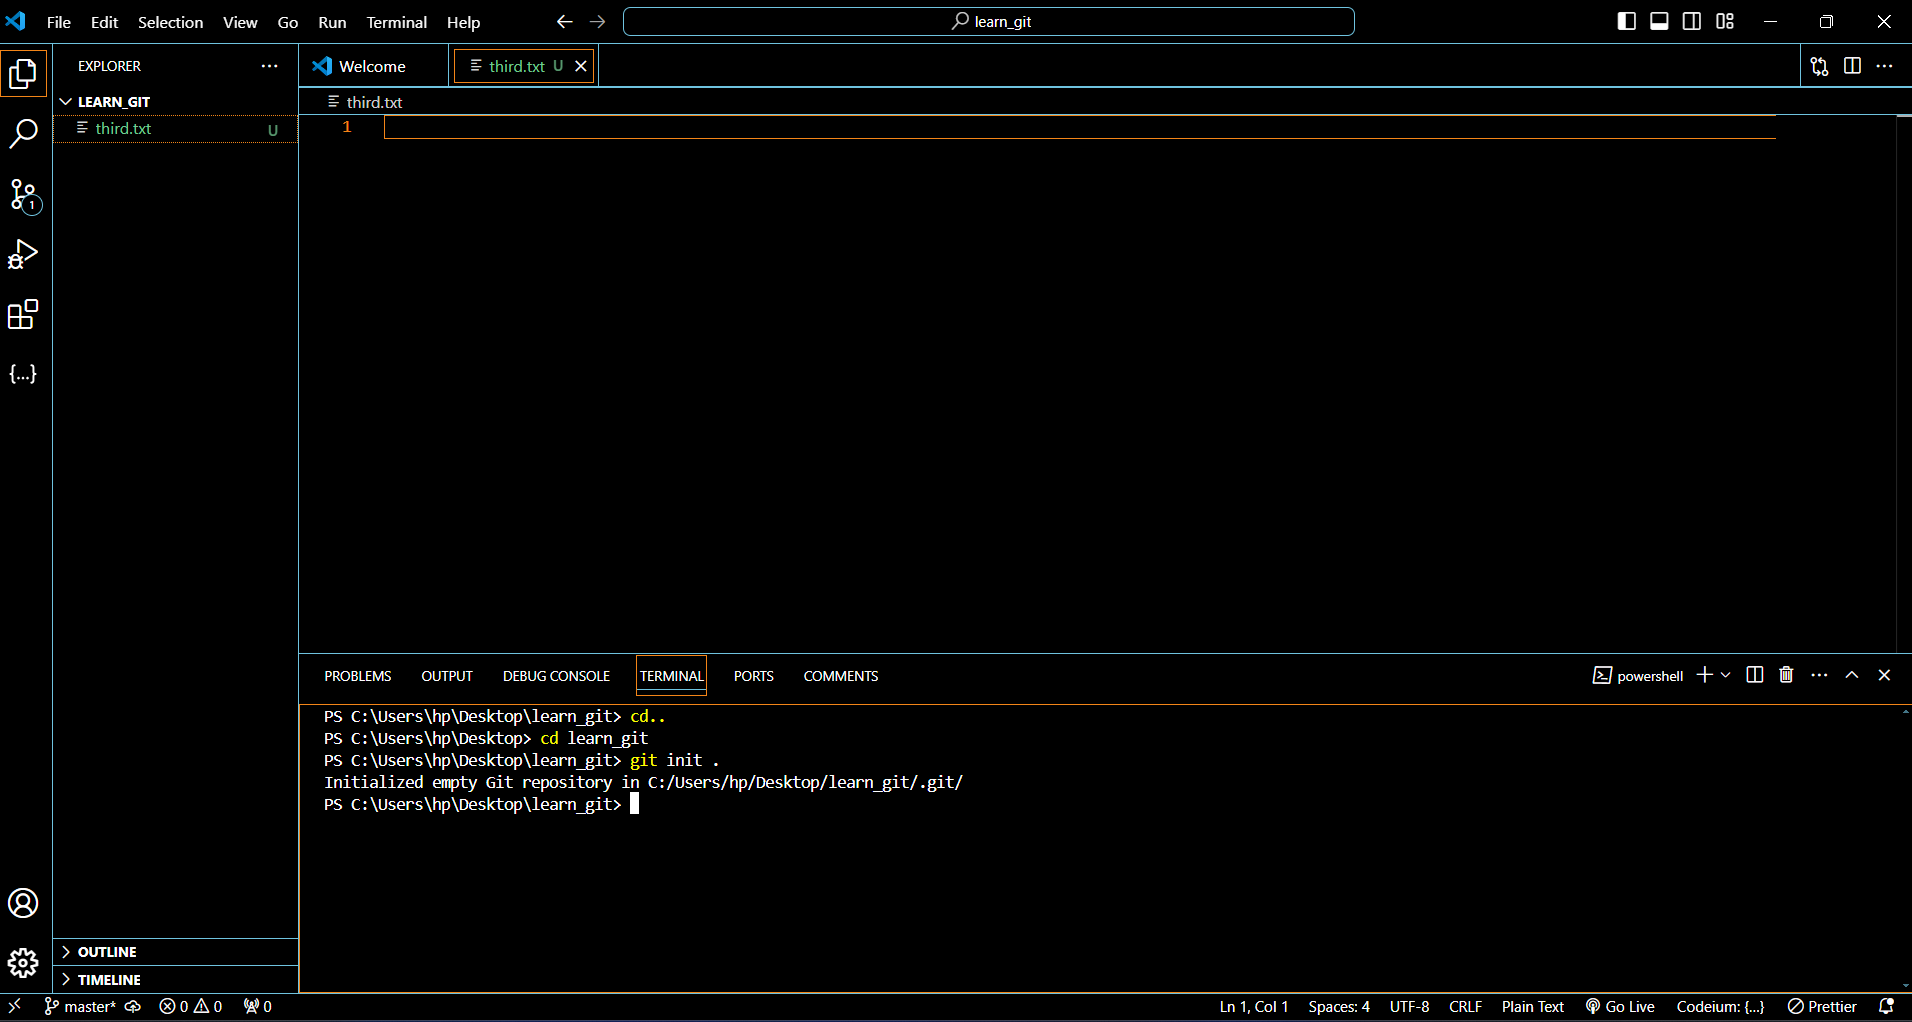 File Edit Selection View Go Run Terminal Help learn_git
EXPLORER
LEARN_GIT
third.txt U
1
{...}
OUTLINE
TIMELINE
Welcome third.txt U
third.txt
1
PROBLEMS OUTPUT DEBUG CONSOLE TERMINAL PORTS COMMENTS powershell
PS C:\Users\hp\Desktop\learn_git> cd..
PS C:\Users\hp\Desktop> cd learn_git
PS C:\Users\hp\Desktop\learn_git> git init .
Initialized empty Git repository in C:/Users/hp/Desktop/learn_git/.git/
PS C:\Users\hp\Desktop\learn_git>
master* 0 0 0 Ln 1, Col 1 Spaces: 4 UTF-8 CRLF Plain Text Go Live Codeium: {...} Prettier